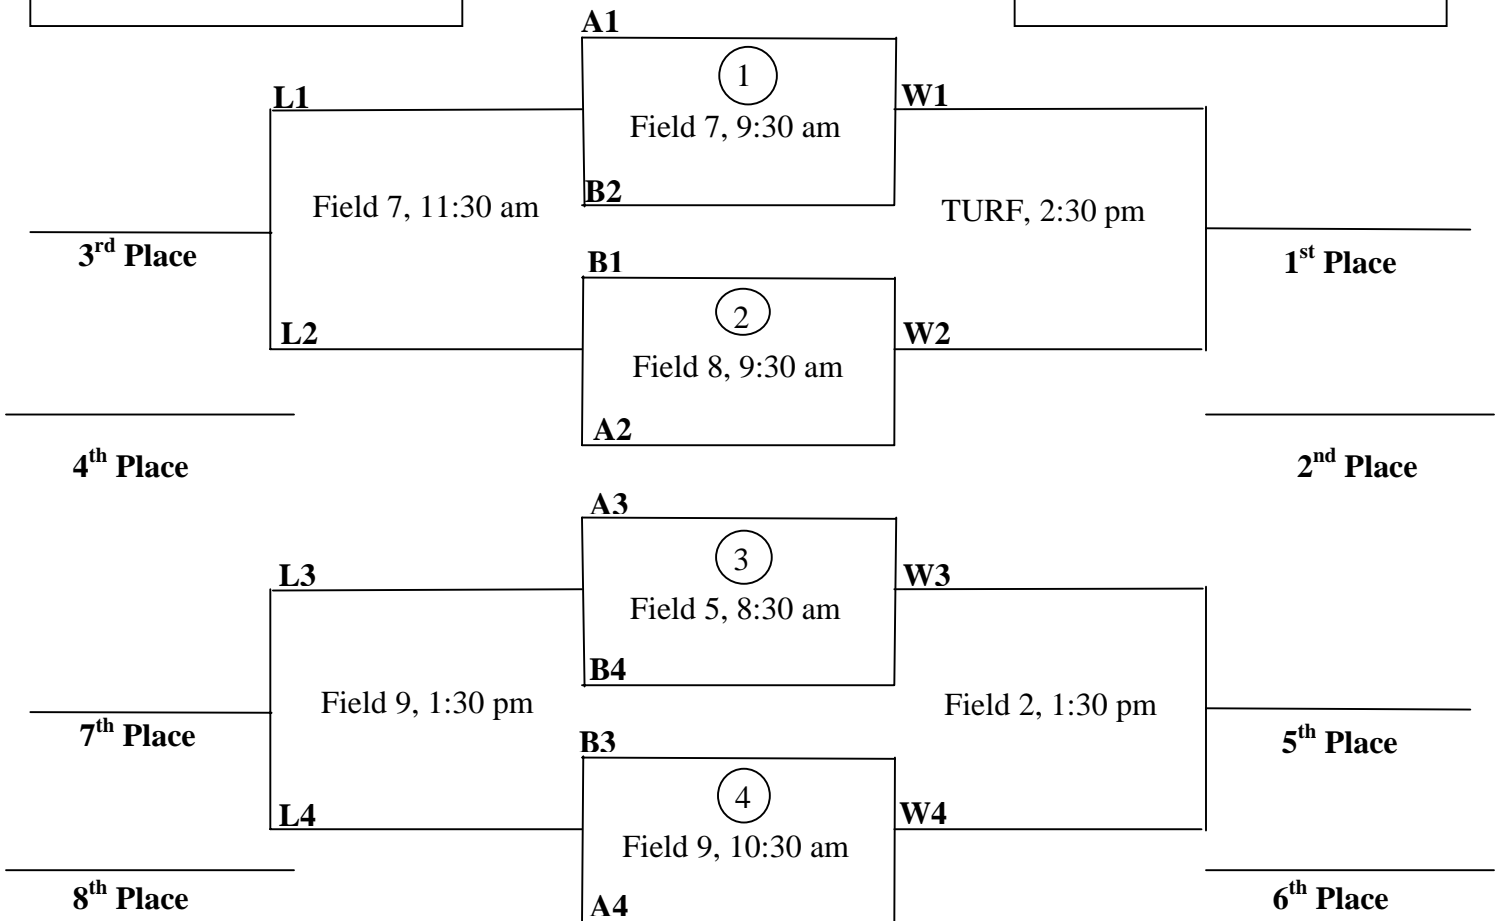 A1
1
L1
W1
Field 7, 9:30 am
B2
Field 7, 11:30 am
TURF, 2:30 pm
3rd Place
B1
1st Place
2
L2
W2
Field 8, 9:30 am
A2
4th Place
2nd Place
A3
3
L3
W3
Field 5, 8:30 am
B4
Field 9, 1:30 pm
Field 2, 1:30 pm
7th Place
B3
5th Place
4
L4
W4
Field 9, 10:30 am
8th Place
A4
6th Place